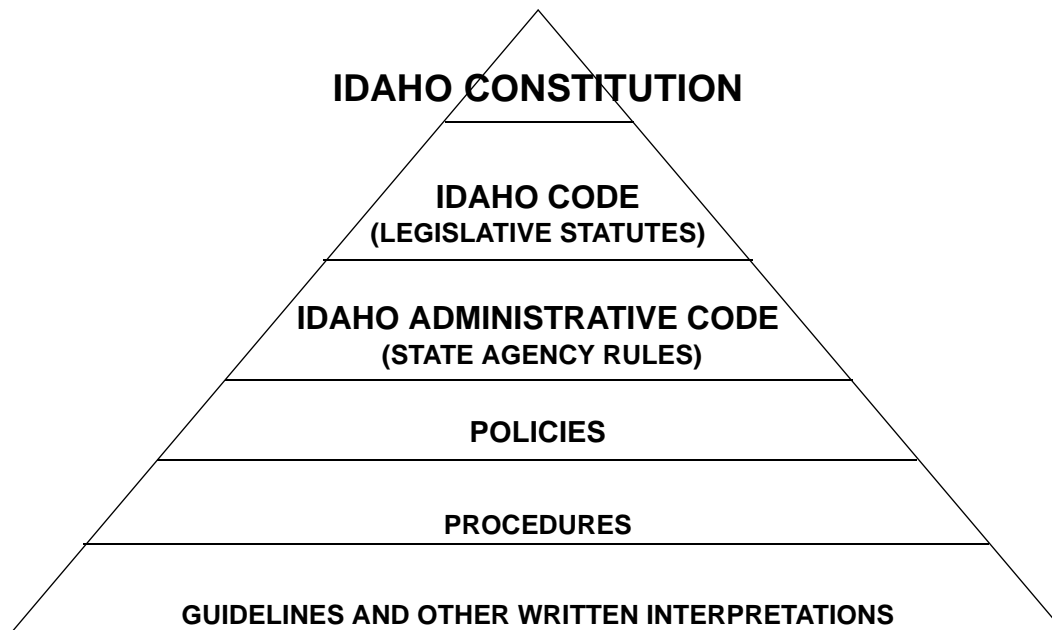 IDAHO CONSTITUTION
IDAHO CODE
(LEGISLATIVE STATUTES)
IDAHO ADMINISTRATIVE CODE
(STATE AGENCY RULES)
POLICIES
PROCEDURES
GUIDELINES AND OTHER WRITTEN INTERPRETATIONS